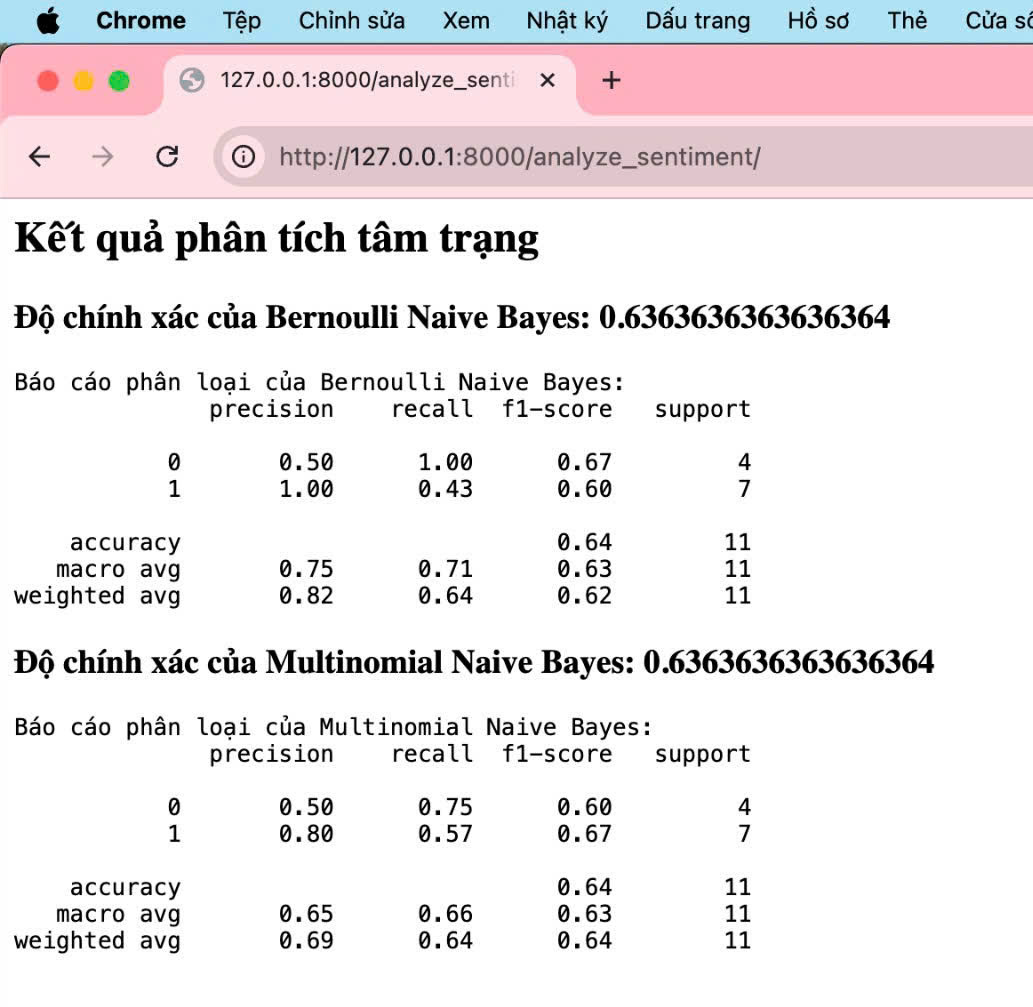 Chrome Tệp Chỉnh sửa Xem Nhật ký Dấu trang Hồ sơ Thẻ Cửa
127.0.0.1:8000/analyze_senti
http://127.0.0.1:8000/analyze_sentiment/
Kết quả phân tích tâm trạng
Độ chính xác của Bernoulli Naive Bayes: 0.6363636363636364
Báo cáo phân loại của Bernoulli Naive Bayes:
precision recall f1-score support
0 0.50 1.00 0.67 4
1 1.00 0.43 0.60 7
accuracy 0.64 11
macro avg 0.75 0.71 0.63 11
weighted avg 0.82 0.64 0.62 11
Độ chính xác của Multinomial Naive Bayes: 0.6363636363636364
Báo cáo phân loại của Multinomial Naive Bayes:
precision recall f1-score support
0 0.50 0.75 0.60 4
1 0.80 0.57 0.67 7
accuracy 0.64 11
macro avg 0.65 0.66 0.63 11
weighted avg 0.69 0.64 0.64 11